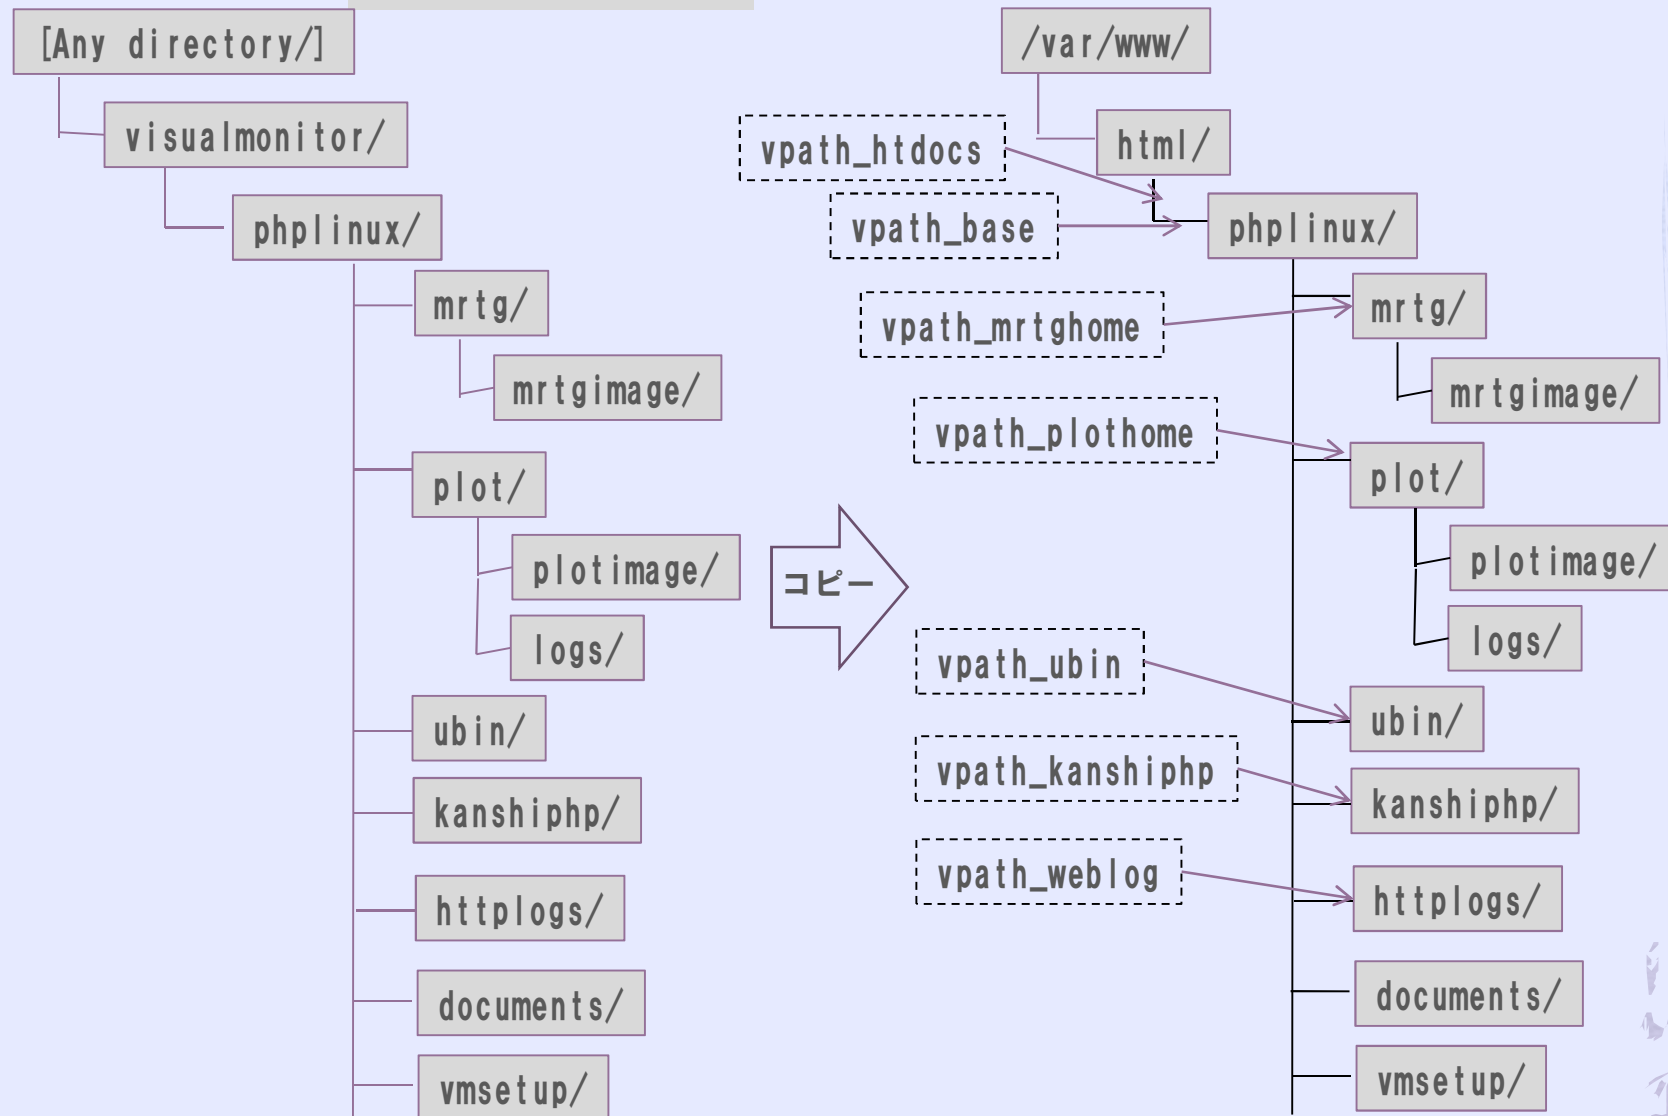 [Any directory/]
visualmonitor/
phplinux/
mrtg/
mrtgimage/
plot/
plotimage/
logs/
ubin/
kanshiphp/
httplogs/
documents/
vmsetup/
コピー
/var/www/
html/
vpath_htdocs
vpath_base
phplinux/
vpath_mrtghome
mrtg/
mrtgimage/
vpath_plothome
plot/
plotimage/
logs/
vpath_ubin
ubin/
vpath_kanshiphp
kanshiphp/
vpath_weblog
httplogs/
documents/
vmsetup/